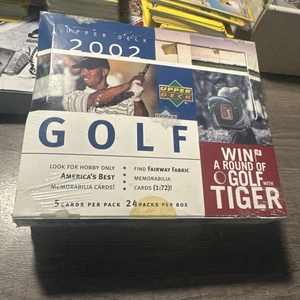 UPPER DECK
2002
UPPER
DECK
GOLF
LOOK FOR HOBBY ONLY
AMERICA'S BEST
MEMORABILIA CARDS!
FIND FAIRWAY FABRIC
MEMORABILIA
CARDS (1:72)!
5 CARDS PER PACK 24 PACKS PER BOX
WIN
A ROUND
OF GOLF
WITH
TIGER